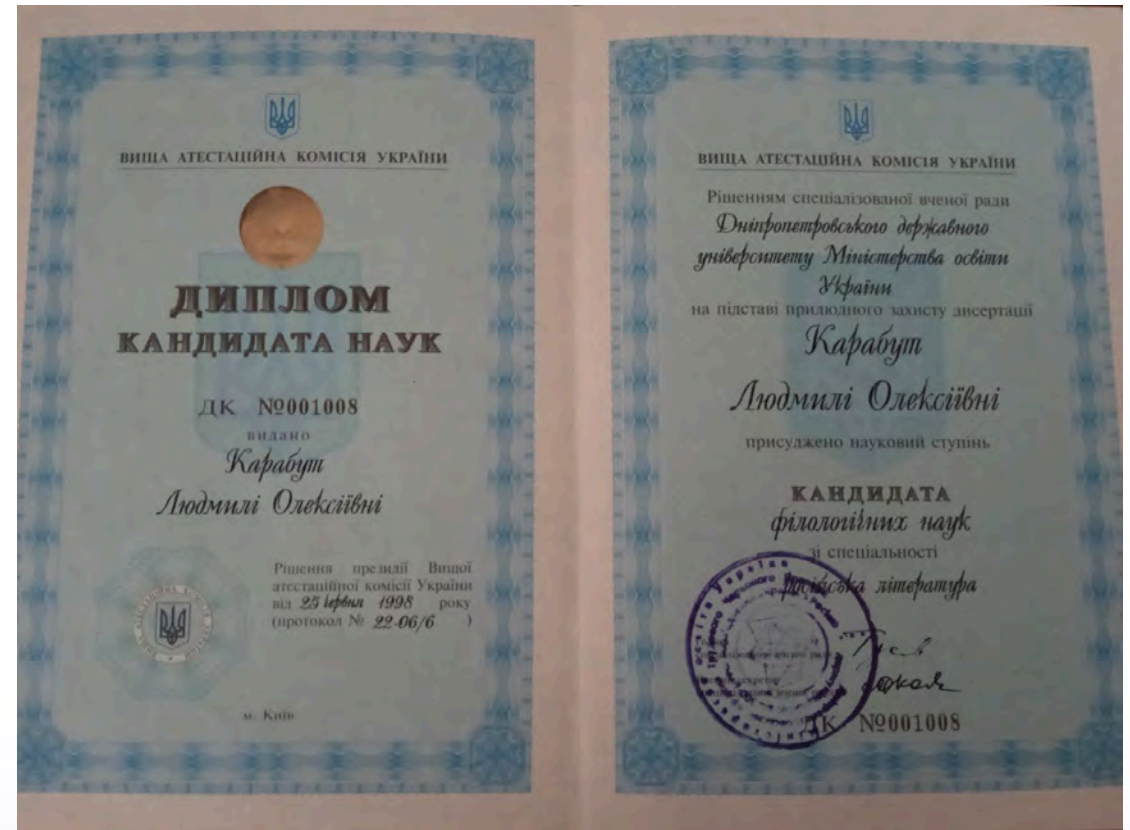 ВИЩА АТЕСТАЦІЙНА КОМІСІЯ УКРАЇНИ
ДИПЛОМ
КАНДИДАТА НАУК
ДК №001008
видано
Карабут
Людмилі Олексіївні
Рішення президії Вищої
атестаційної комісії України
від 25 червня 1998 року
(протокол № 22-06/6 )
м. Київ
ВИЩА АТЕСТАЦІЙНА КОМІСІЯ УКРАЇНИ
Рішенням спеціалізованої вченої ради
Дніпропетровського державного
університету Міністерства освіти
України
на підставі прилюдного захисту дисертації
Карабут
Людмилі Олексіївні
присуджено науковий ступінь
КАНДИДАТА
філологічних наук
зі спеціальності
російська література
ДК №001008